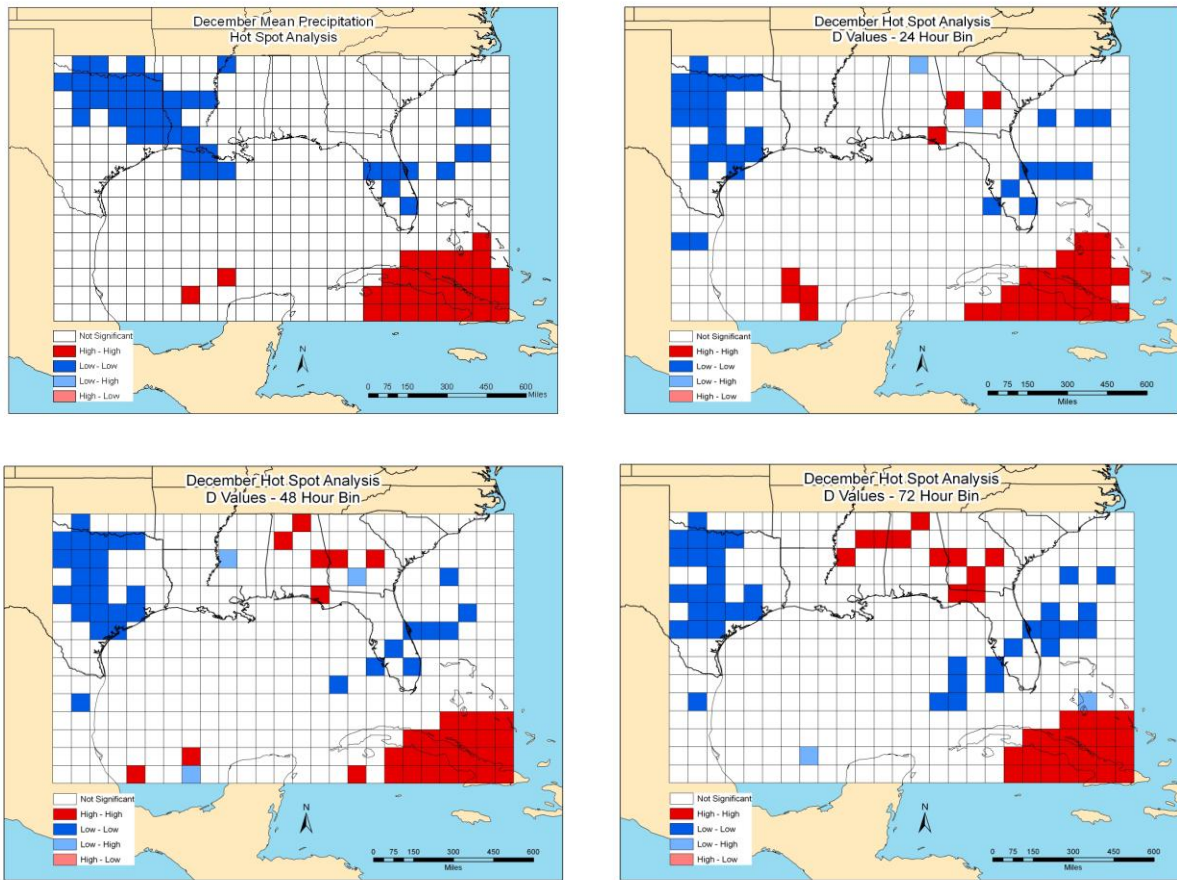 December Mean Precipitation
Hot Spot Analysis
Not Significant
High - High
Low - Low
Low - High
High - Low
N
0 75 150 300 450 600
Miles
December Hot Spot Analysis
D Values - 24 Hour Bin
Not Significant
High - High
Low - Low
Low - High
High - Low
N
0 75 150 300 450 600
Miles
December Hot Spot Analysis
D Values - 48 Hour Bin
Not Significant
High - High
Low - Low
Low - High
High - Low
N
0 75 150 300 450 600
Miles
December Hot Spot Analysis
D Values - 72 Hour Bin
Not Significant
High - High
Low - Low
Low - High
High - Low
N
0 75 150 300 450 600
Miles